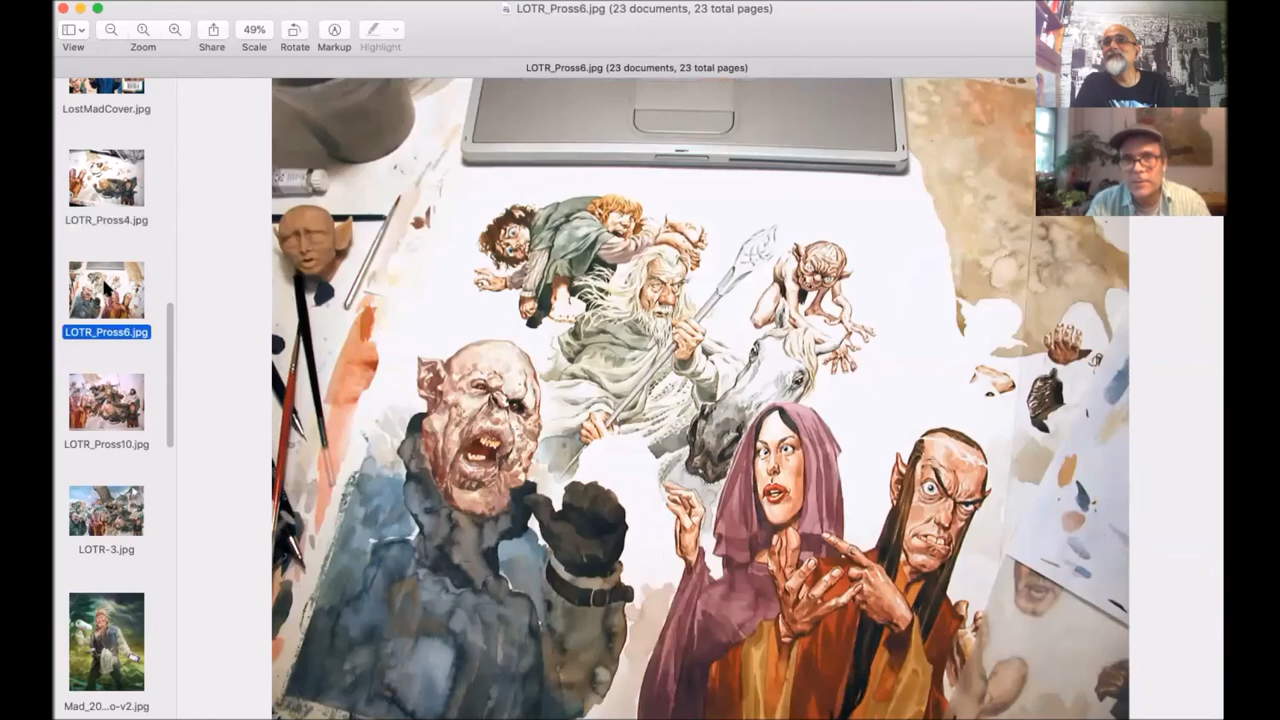 LOTR_Pross6.jpg (23 documents, 23 total pages)
49%
View
Zoom
Share
Scale
Rotate
Markup
Highlight
LOTR_Pross6.jpg (23 documents, 23 total pages)
LostMadCover.jpg
LOTR_Pross4.jpg
LOTR_Pross6.jpg
LOTR_Pross10.jpg
LOTR-3.jpg
Mad_20...o-v2.jpg